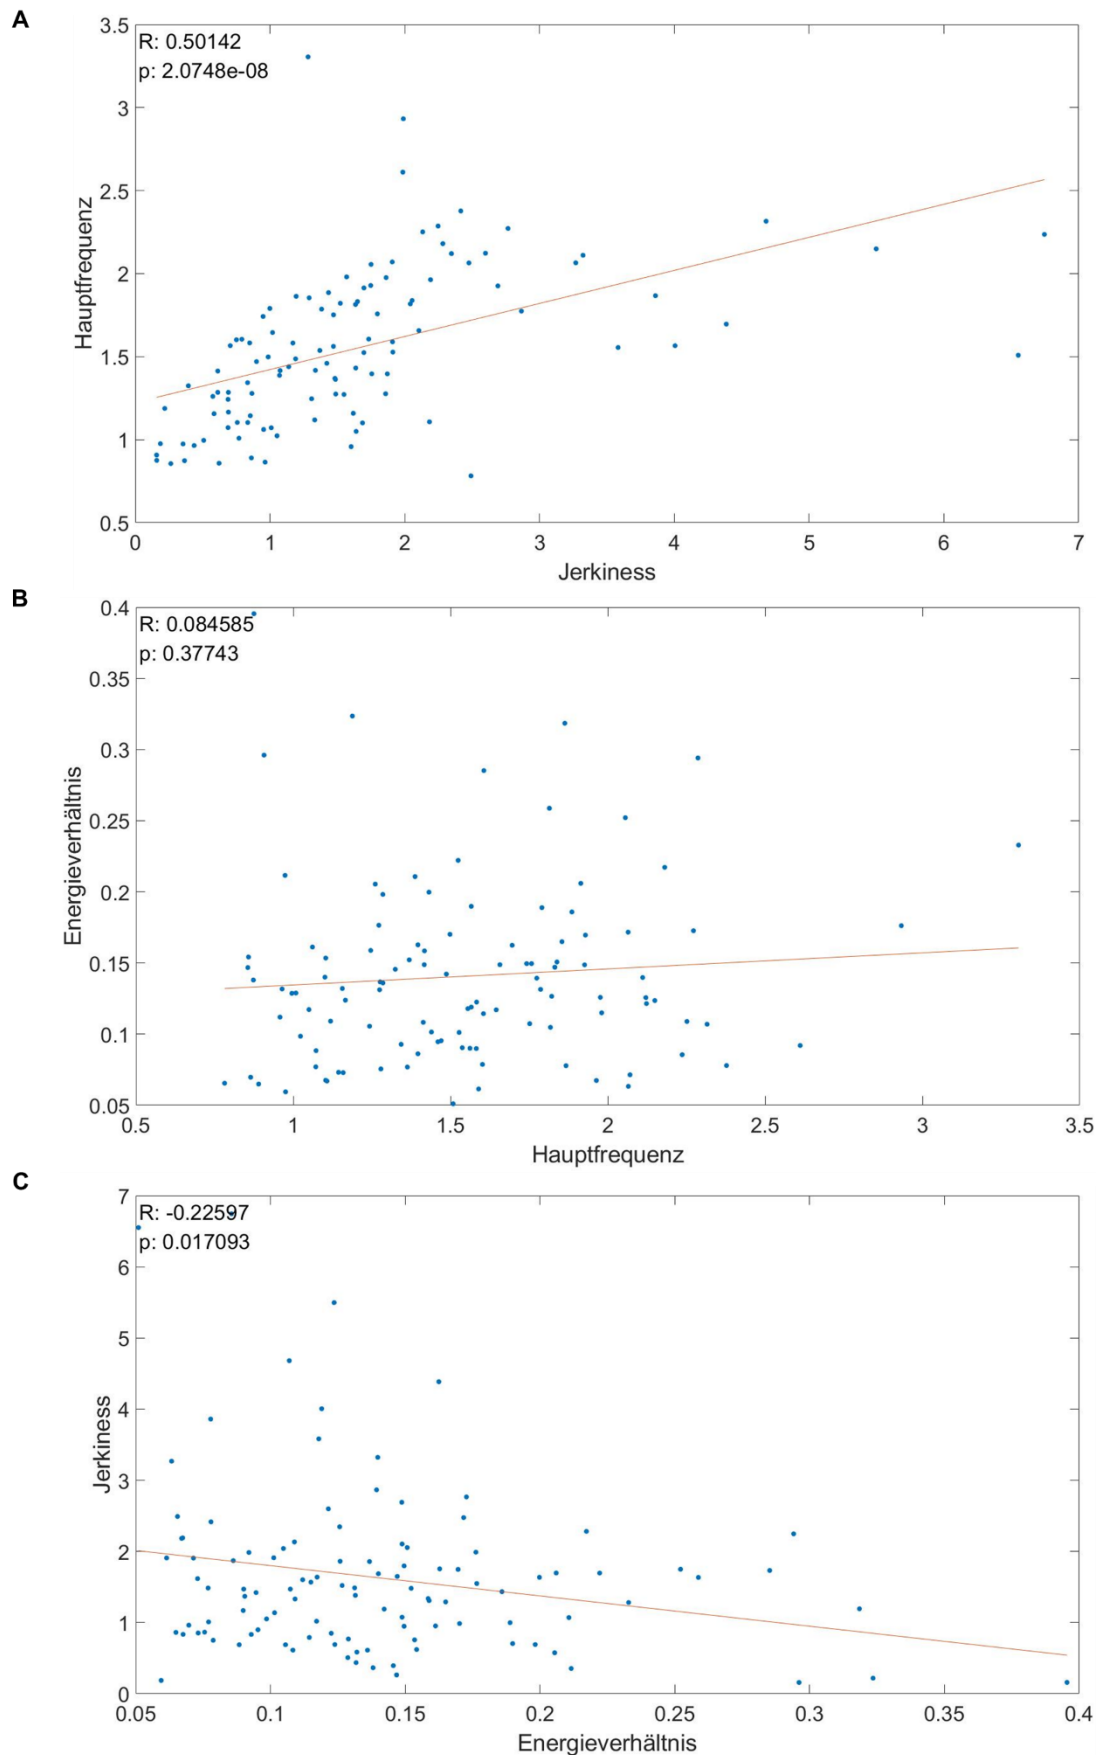 A
R: 0.50142
p: 2.0748e-08
3.5
3
2.5
2
1.5
1
0.5
Hauptfrequenz
0 1 2 3 4 5 6 7
Jerkiness
B
R: 0.084585
p: 0.37743
0.4
0.35
0.3
0.25
0.2
0.15
0.1
0.05
Energieverhältnis
0.5 1 1.5 2 2.5 3 3.5
Hauptfrequenz
C
R: -0.22597
p: 0.017093
7
6
5
4
3
2
1
0
Jerkiness
0.05 0.1 0.15 0.2 0.25 0.3 0.35 0.4
Energieverhältnis